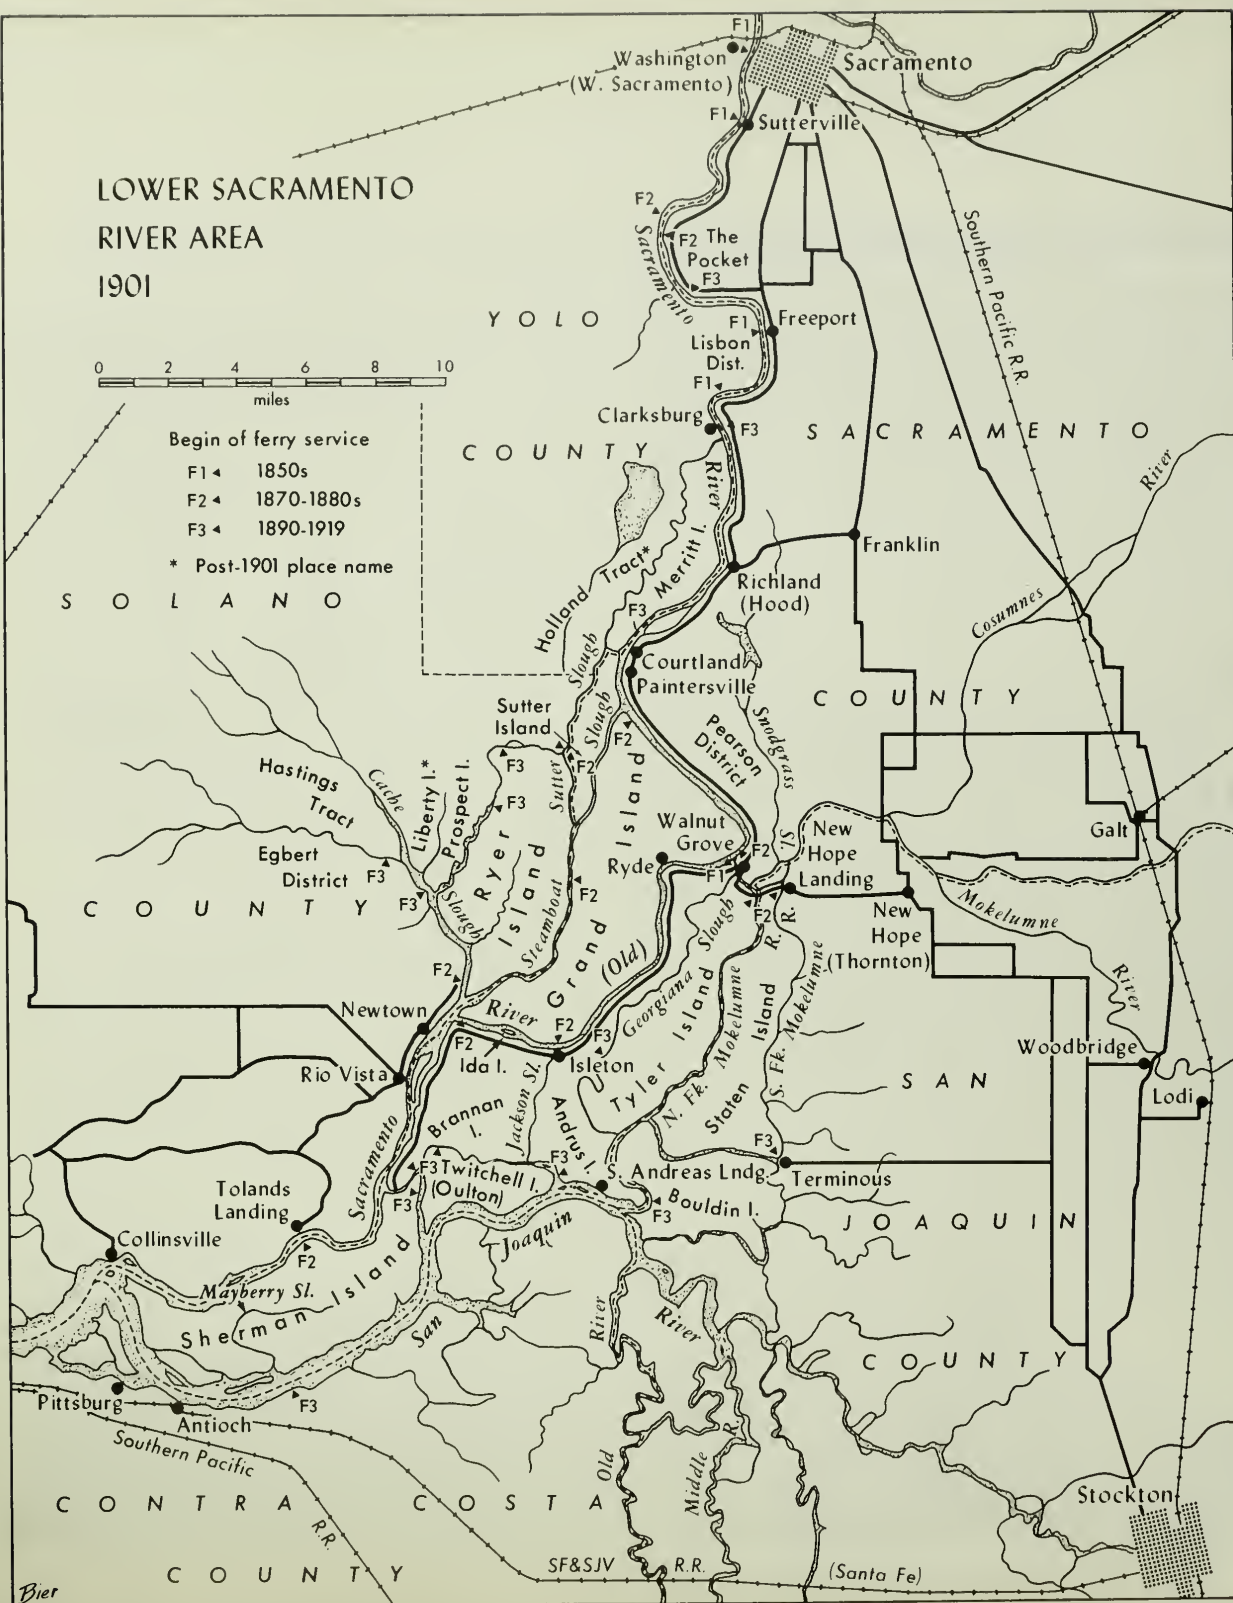 LOWER SACRAMENTO
RIVER AREA
1901
0 2 4 6 8 10
miles
Begin of ferry service
F1 1850s
F2 1870-1880s
F3 1890-1919
* Post-1901 place name
F1
Washington
(W. Sacramento)
Sacramento
F1
Sutterville
F2
Sacramento
F2
The
Pocket
F3
Southern Pacific R.R.
YOLO
F1
Freeport
Lisbon
Dist.
F1
Clarksburg
F3
COUNTY
SACRAMENTO
River
River
Franklin
Holland Tract*
Merritt I.
Richland
(Hood)
Cosumnes
SOLANO
F3
Slough
Courtland
Paintersville
COUNTY
Sutter
Island
Slough
F2
Pearson
District
Snodgrass
Sl.
Hastings
Tract
Cache
Liberty I.*
Prospect I.
F3
F3
Sutter
F2
Island
Walnut
Grove
F2
New
Hope
Landing
Galt
Egbert
District
F3
Ryer
Island
Ryde
F1
F2
COUNTY
F3
Slough
Steamboat
F2
Grand
(Old)
Slough
R.
R.
New
Hope
(Thornton)
Mokelumne
River
F2
River
Georgiana
Tyler Island
N. Fk. Mokelumne
Staten
Island
S. Fk. Mokelumne
Newtown
F2
Ida I.
F2
F3
Isleton
Woodbridge
Rio Vista
Jackson Sl.
SAN
Lodi
Brannan
I.
Andrus I.
Sacramento
F3
Twitchell I.
(Oulton)
F3
S. Andreas Lndg.
F3
Terminous
Tolands
Landing
F3
Bouldin I.
F3
JOAQUIN
Collinsville
F2
Joaquin
Mayberry Sl.
Sherman Island
San
River
River
COUNTY
Pittsburg
Antioch
F3
Southern Pacific
R.R.
Old
Middle
R.
CONTRA COSTA
Stockton
COUNTY
SF&SJV R.R. (Santa Fe)
Bier